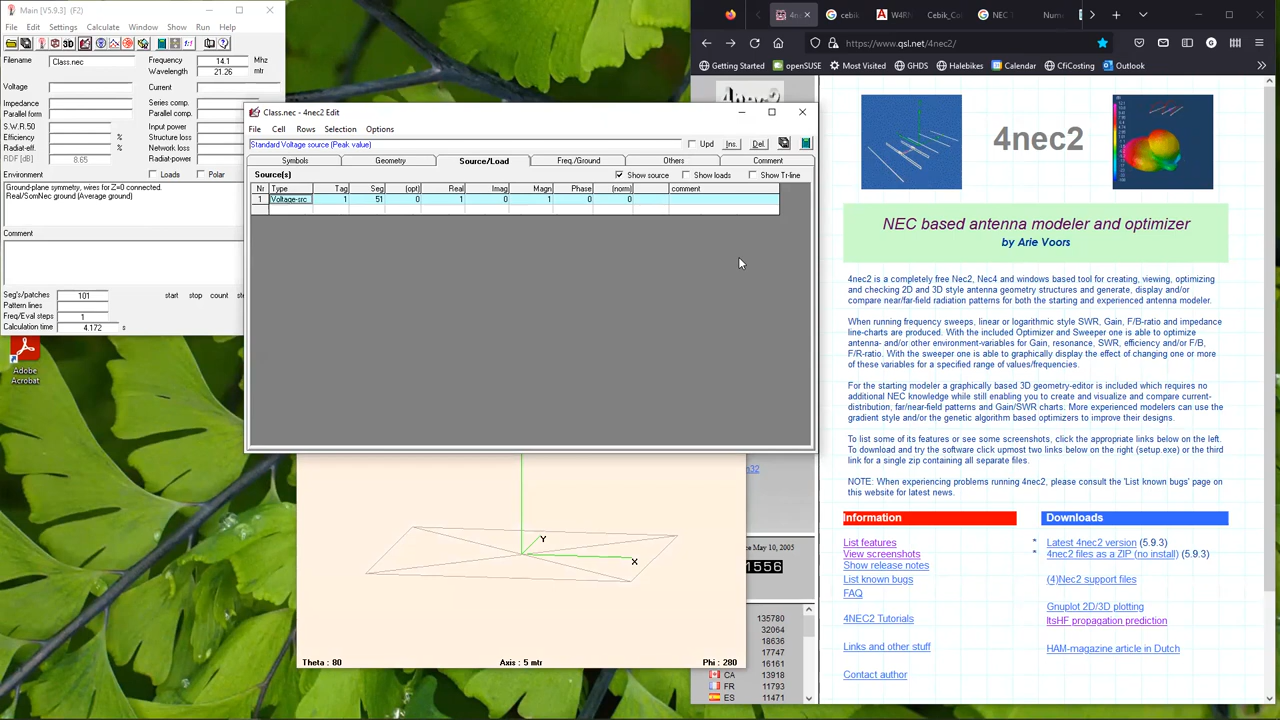 Main [V5.9.3] (F2)
File Edit Settings Calculate Window Show Run Help
3D
Filename Class.nec Frequency 14.1 Mhz
Wavelength 21.26 mtr
Voltage Current
Impedance Series comp.
Parallel form Parallel comp.
S.W.R.50 Input power
Efficiency % Structure loss
Radiat-eff. % Network loss
RDF [dB] 8.65 Radiat-power
Environment Loads Polar
Ground-plane symmetry, wires for Z=0 connected.
Real/SomNec ground (Average ground)
Comment
Seg's/patches 101 start stop count
Pattern lines
Freq/Eval steps 1
Calculation time 4.172 s
Adobe
Acrobat
Class.nec - 4nec2 Edit
File Cell Rows Selection Options
Standard Voltage source (Peak value) Upd Ins. Del.
Symbols Geometry Source/Load Freq./Ground Others Comment
Source(s) Show source Show loads Show Tr-line
Nr Type Tag Seg (opt) Real Imag Magn Phase (norm) comment
1 Voltage-src 1 51 0 1 0 1 0 0
Y
X
Theta : 80 Axis : 5 mtr Phi : 280
cebik W4RN NEC
https://www.qsl.net/4nec2/
Getting Started openSUSE Most Visited GHIDS Halachipedia Calendar CfiCosting Outlook
4nec2
NEC based antenna modeler and optimizer
by Arie Voors
4nec2 is a completely free Nec2, Nec4 and windows based tool for creating, viewing, optimizing
and checking 2D and 3D style antenna geometry structures and generate, display and/or
compare near/far-field radiation patterns for both the starting and experienced antenna modeler.
When running frequency sweeps, linear or logarithmic style SWR, Gain, F/B-ratio and impedance
line-charts are produced. With the included Optimizer and Sweeper one is able to optimize
antenna- and/or other environment-variables for Gain, resonance, SWR, efficiency and/or F/B,
F/R-ratio. With the sweeper one is able to graphically display the effect of changing one or more
of these variables for a specified range of values/frequencies.
For the starting modeler a graphically based 3D geometry-editor is included which requires no
additional NEC knowledge while still enabling you to create and visualize and compare current-
distribution, far/near-field patterns and Gain/SWR charts. More experienced modelers can use the
gradient style and/or the genetic algorithm based optimizers to improve their designs.
To list some of its features or see some screenshots, click the appropriate links below on the left.
To download and try the software click upmost two links below on the right (setup.exe) or the third
link for a single zip containing all separate files.
NOTE: When experiencing problems running 4nec2, please consult the 'List known bugs' page on
this website for latest news.
Information
List features
View screenshots
Show release notes
List known bugs
FAQ
4NEC2 Tutorials
Links and other stuff
Contact author
Downloads
* Latest 4nec2 version (5.9.3)
* 4nec2 files as a ZIP (no install) (5.9.3)
(4)Nec2 support files
Gnuplot 2D/3D plotting
ItsHF propagation prediction
HAM-magazine article in Dutch
ce May 10, 2005
1556
135780
32064
18636
17747
16161
CA 13918
FR 11793
ES 11471